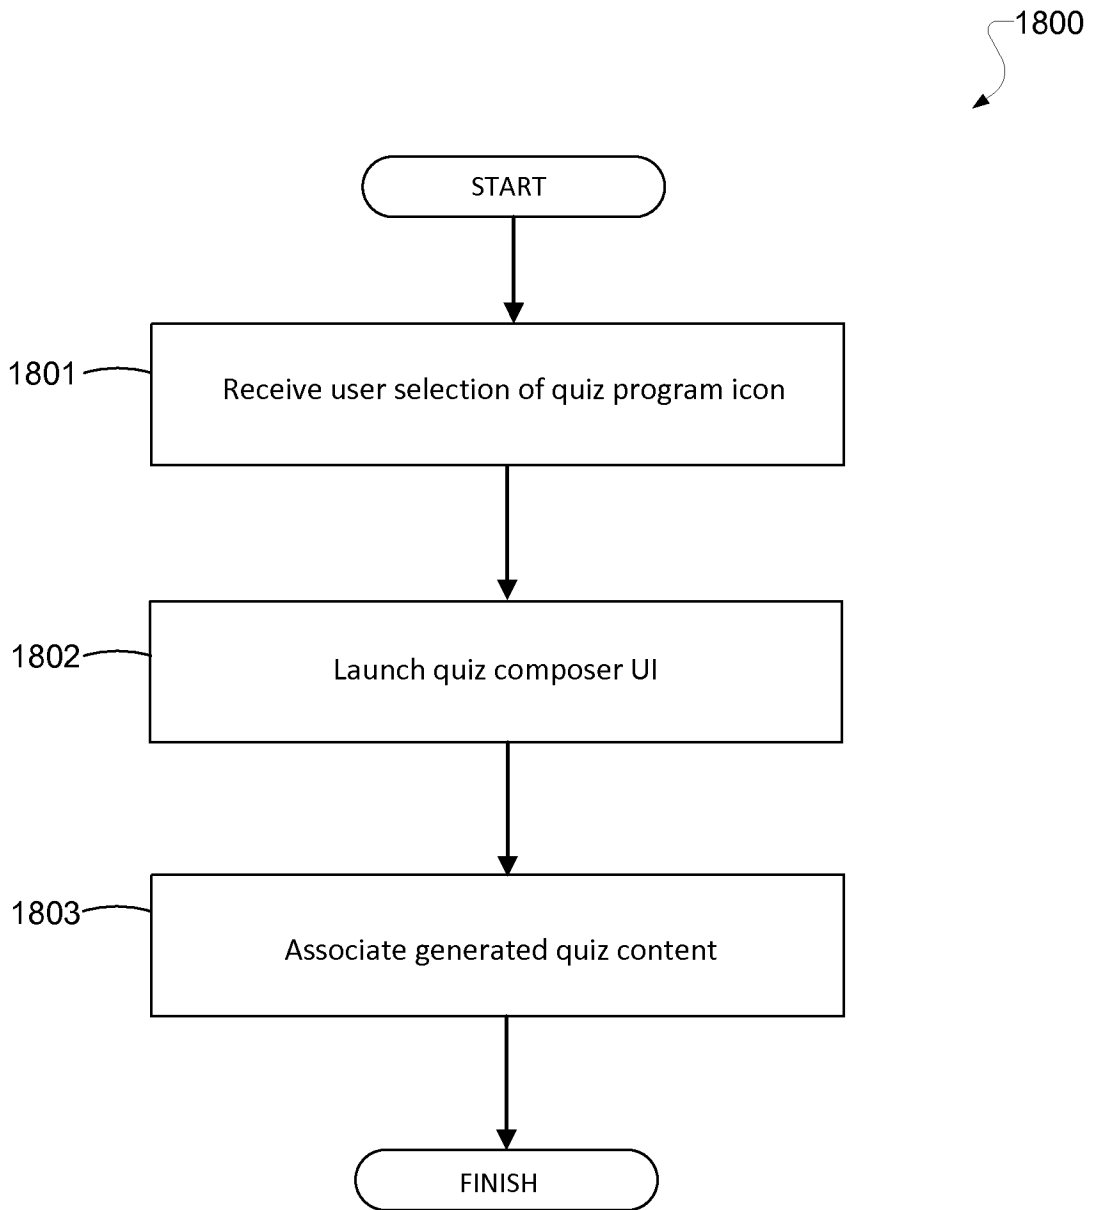 1800
START
1801
Receive user selection of quiz program icon
1802
Launch quiz composer UI
1803
Associate generated quiz content
FINISH